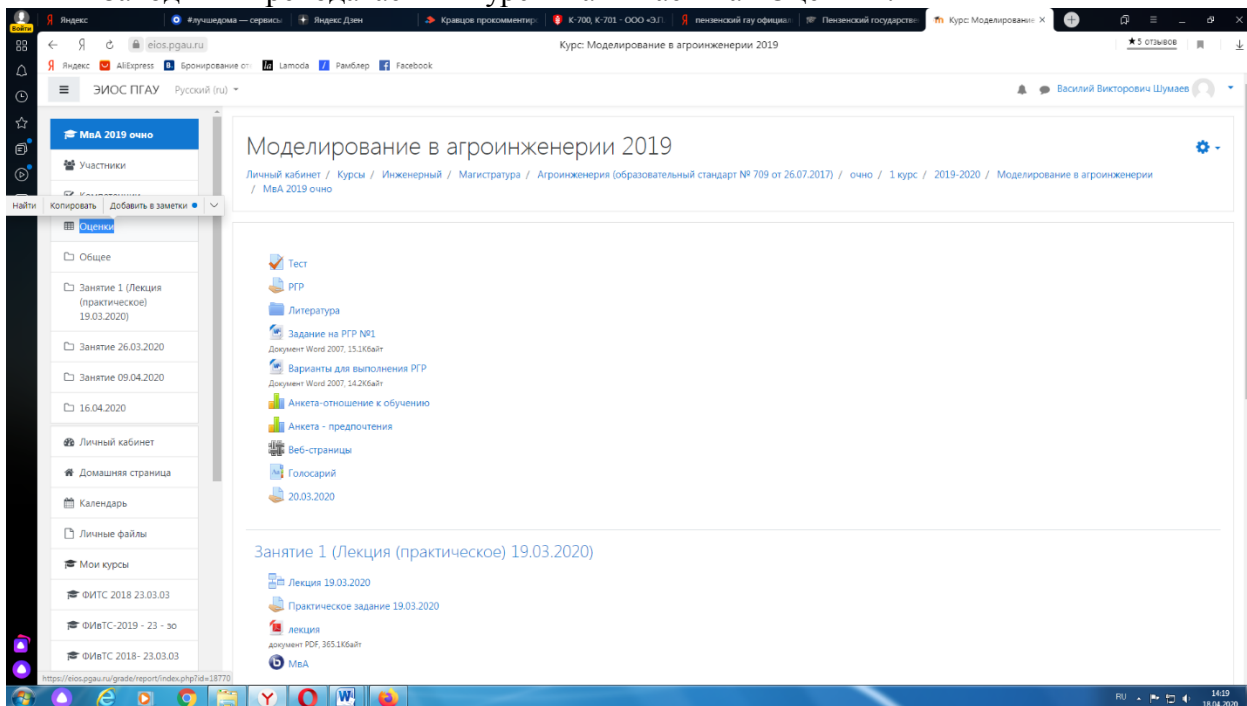 Яндекс
#лучшедома — сервисы
Яндекс Дзен
Кравцов прокомментиро
К-700, К-701 - ООО «ЭЛ
пензенский гау официал
Пензенский государстве
Курс: Моделирование
Войти
eios.pgau.ru
Курс: Моделирование в агроинженерии 2019
★ 5 отзывов
Яндекс
AliExpress
Бронирование от
Lamoda
Рамблер
Facebook
ЭИОС ПГАУ Русский (ru)
Василий Викторович Шумаев
МвА 2019 очно
Участники
Найти Копировать Добавить в заметки
Оценки
Общее
Занятие 1 (Лекция
(практическое)
19.03.2020)
Занятие 26.03.2020
Занятие 09.04.2020
16.04.2020
Личный кабинет
Домашняя страница
Календарь
Личные файлы
Мои курсы
ФИТС 2018 23.03.03
ФИвТС-2019 - 23 - зо
ФИвТС 2018- 23.03.03
https://eios.pgau.ru/grade/report/index.php?id=18770
Моделирование в агроинженерии 2019
Личный кабинет / Курсы / Инженерный / Магистратура / Агроинженерия (образовательный стандарт № 709 от 26.07.2017) / очно / 1 курс / 2019-2020 / Моделирование в агроинженерии
/ МвА 2019 очно
Тест
РГР
Литература
Задание на РГР №1
Документ Word 2007, 15.1Кбайт
Варианты для выполнения РГР
Документ Word 2007, 14.2Кбайт
Анкета-отношение к обучению
Анкета - предпочтения
Веб-страницы
Голосарий
20.03.2020
Занятие 1 (Лекция (практическое) 19.03.2020)
Лекция 19.03.2020
Практическое задание 19.03.2020
лекция
документ PDF, 365.1Кбайт
МвА
RU
14:19
18.04.2020